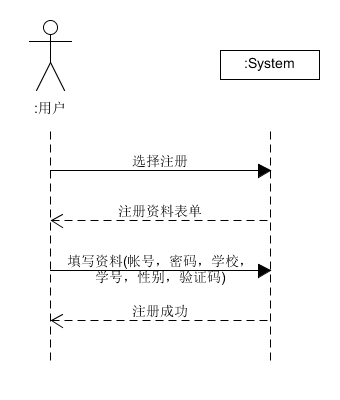 :System
:用户
选择注册
注册资料表单
填写资料(帐号，密码，学校，
学号，性别，验证码)
注册成功